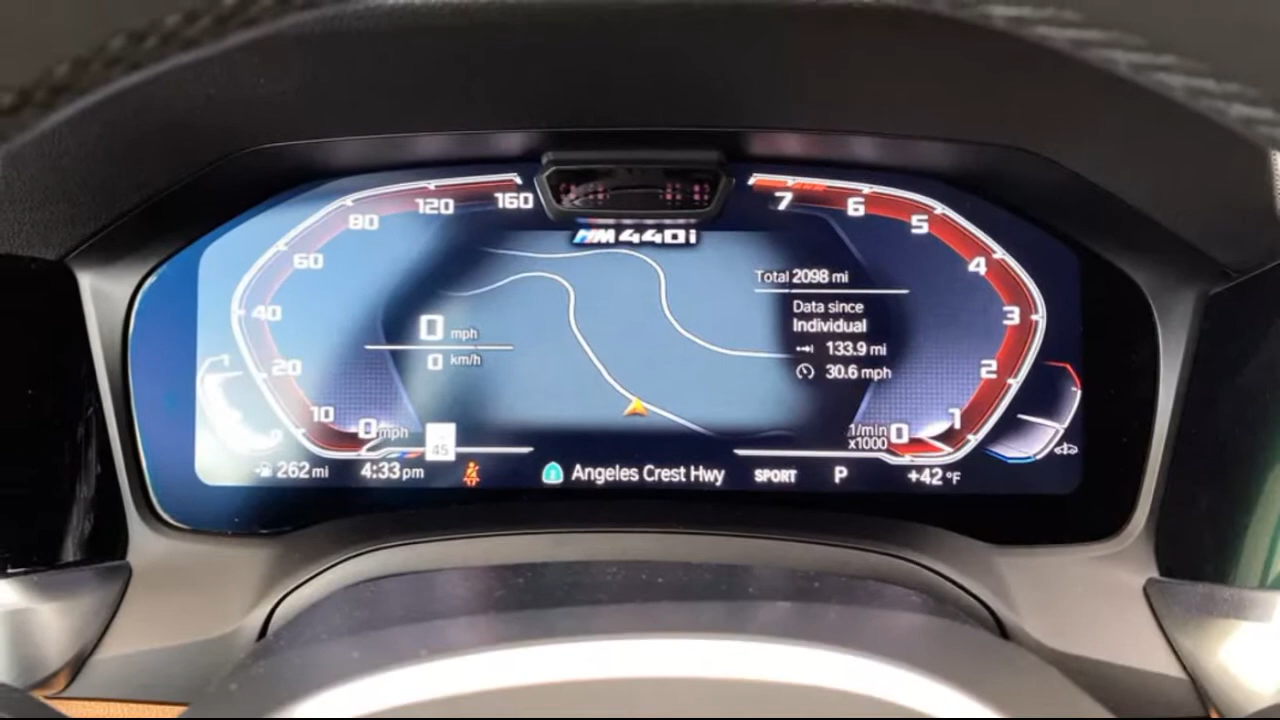 160
120
80
60
40
20
10
0
M M440i
7
6
5
4
3
2
1
0
Total 2098 mi
Data since
Individual
133.9 mi
30.6 mph
0 mph
0 km/h
0 mph
45
1/min
x1000
262 mi
4:33 pm
Angeles Crest Hwy
SPORT
P
+42 °F